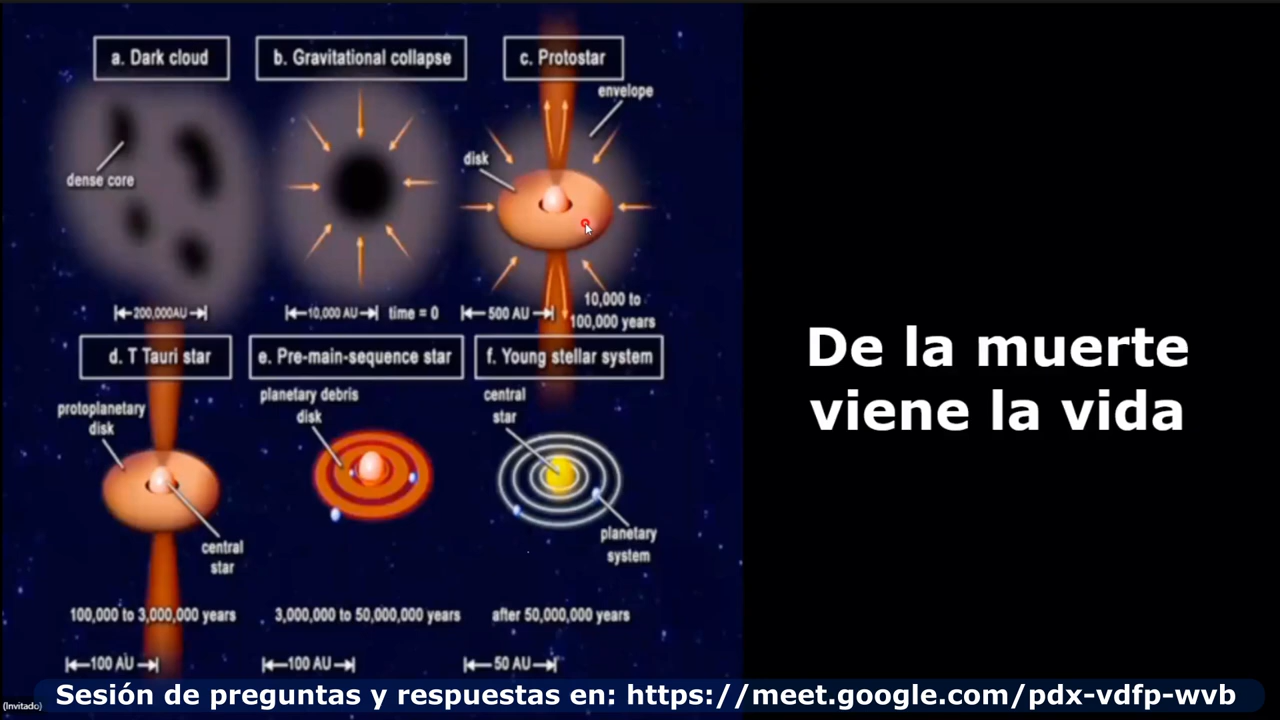 a. Dark cloud
dense core
200,000AU
b. Gravitational collapse
10,000 AU
time = 0
c. Protostar
envelope
disk
500 AU
10,000 to
100,000 years
d. T Tauri star
protoplanetary
disk
central
star
100,000 to 3,000,000 years
100 AU
e. Pre-main-sequence star
planetary debris
disk
3,000,000 to 50,000,000 years
100 AU
f. Young stellar system
central
star
planetary
system
after 50,000,000 years
50 AU
De la muerte
viene la vida
(Invitado)
Sesión de preguntas y respuestas en: https://meet.google.com/pdx-vdfp-wvb